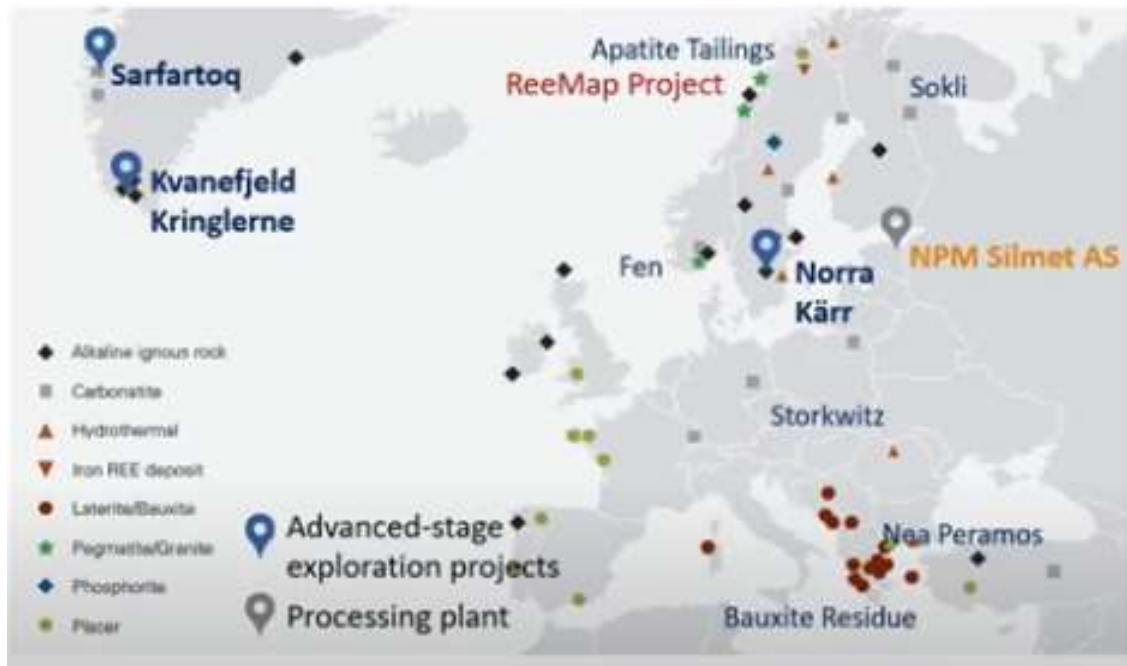 Sarfartoq
Kvanefjeld
Kringlerne
Apatite Tailings
ReeMap Project
Sokli
NPM Silmet AS
Fen
Norra
Kärr
Storkwitz
Nea Peramos
Bauxite Residue
Alkaline ignous rock
Carbonatite
Hydrothermal
Iron REE deposit
Laterite/Bauxite
Pegmatite/Granite
Phosphorite
Placer
Advanced-stage
exploration projects
Processing plant